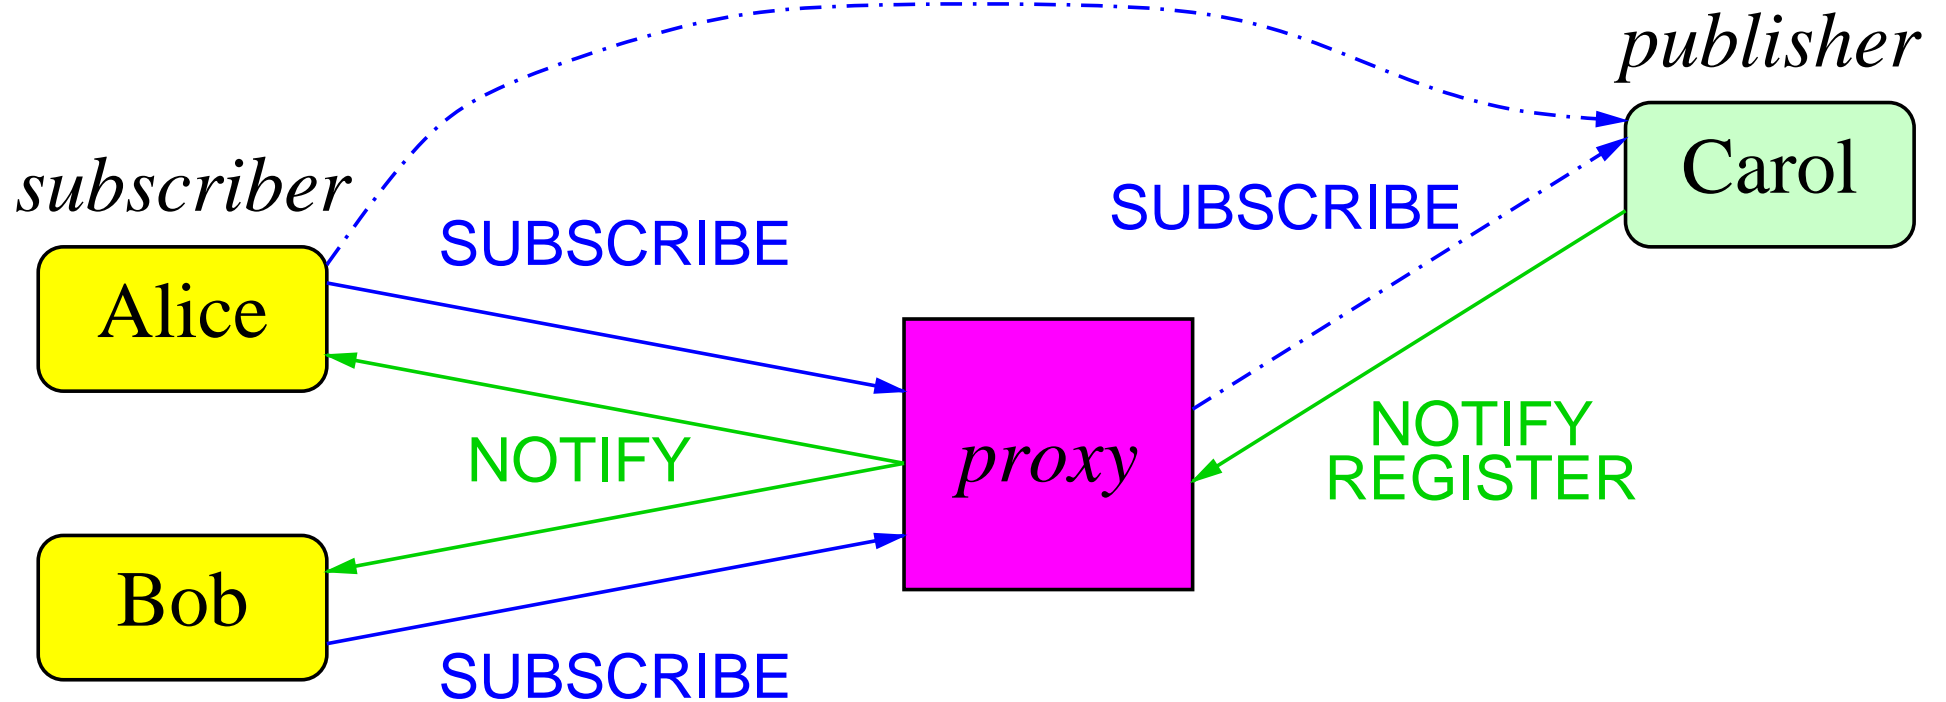 publisher
Carol
subscriber
SUBSCRIBE
SUBSCRIBE
Alice
NOTIFY
proxy
NOTIFY
REGISTER
Bob
SUBSCRIBE